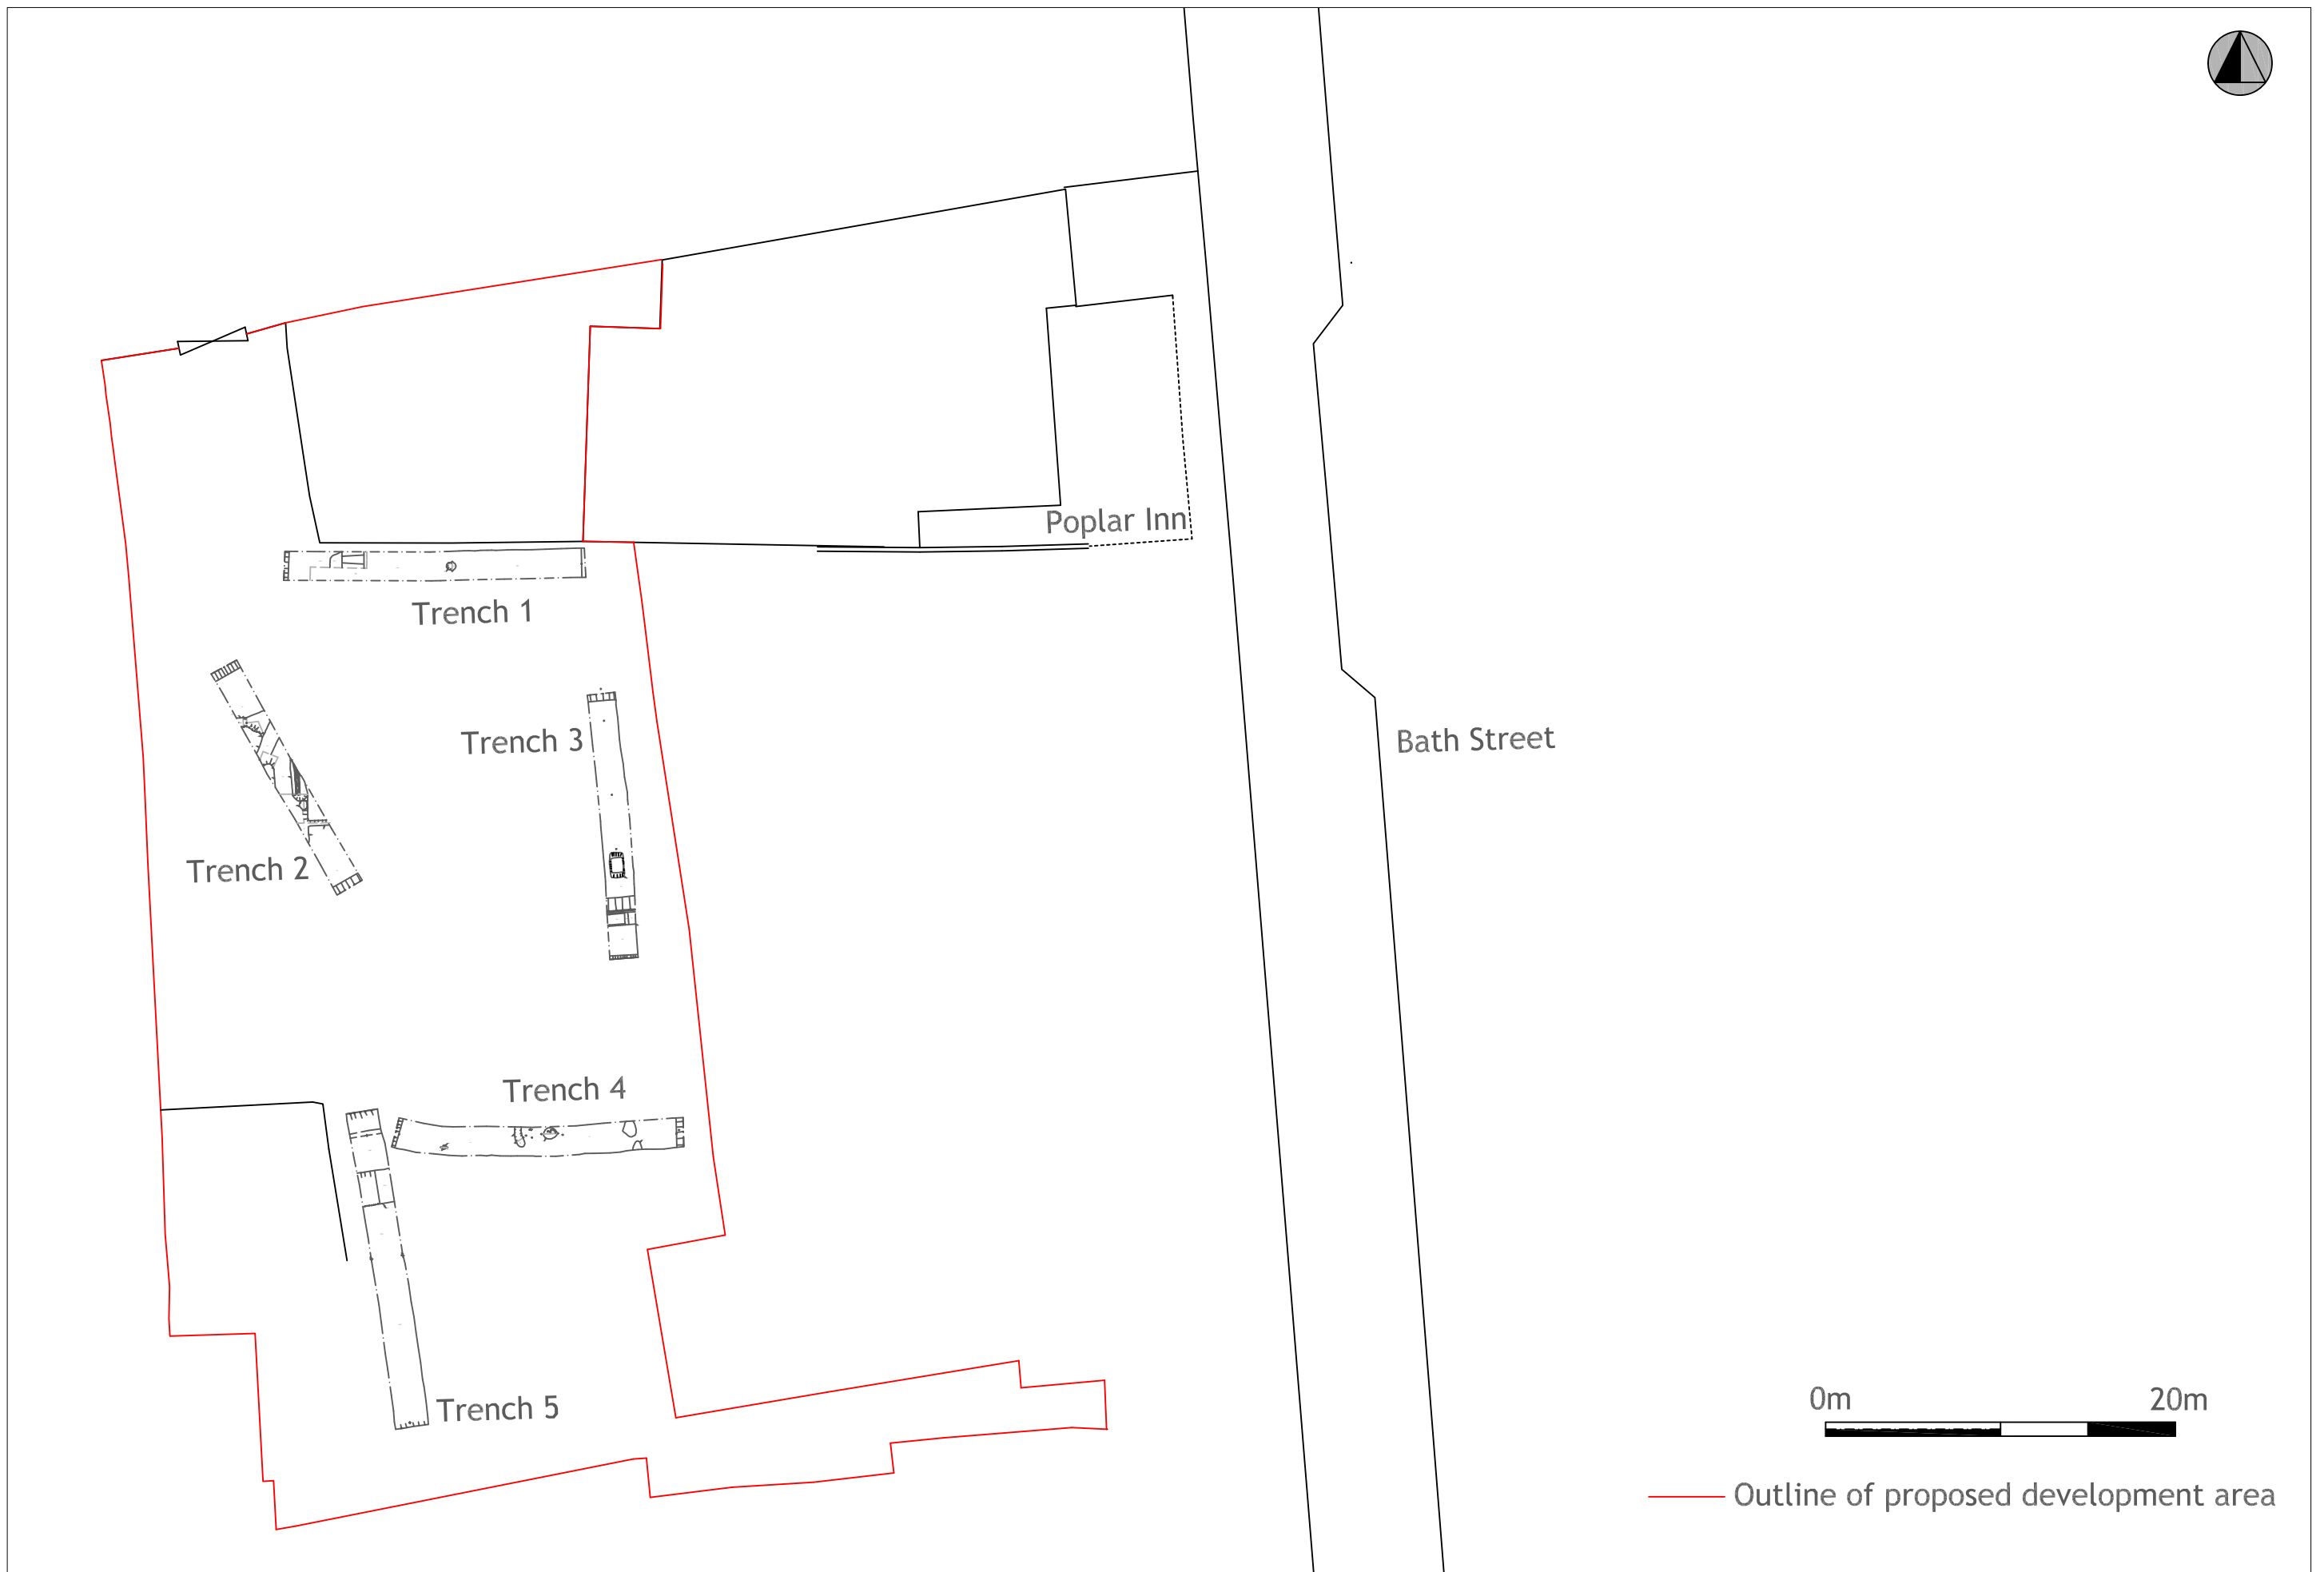 Poplar Inn
Trench 1
Trench 3
Bath Street
Trench 2
Trench 4
0m
20m
Trench 5
Outline of proposed development area